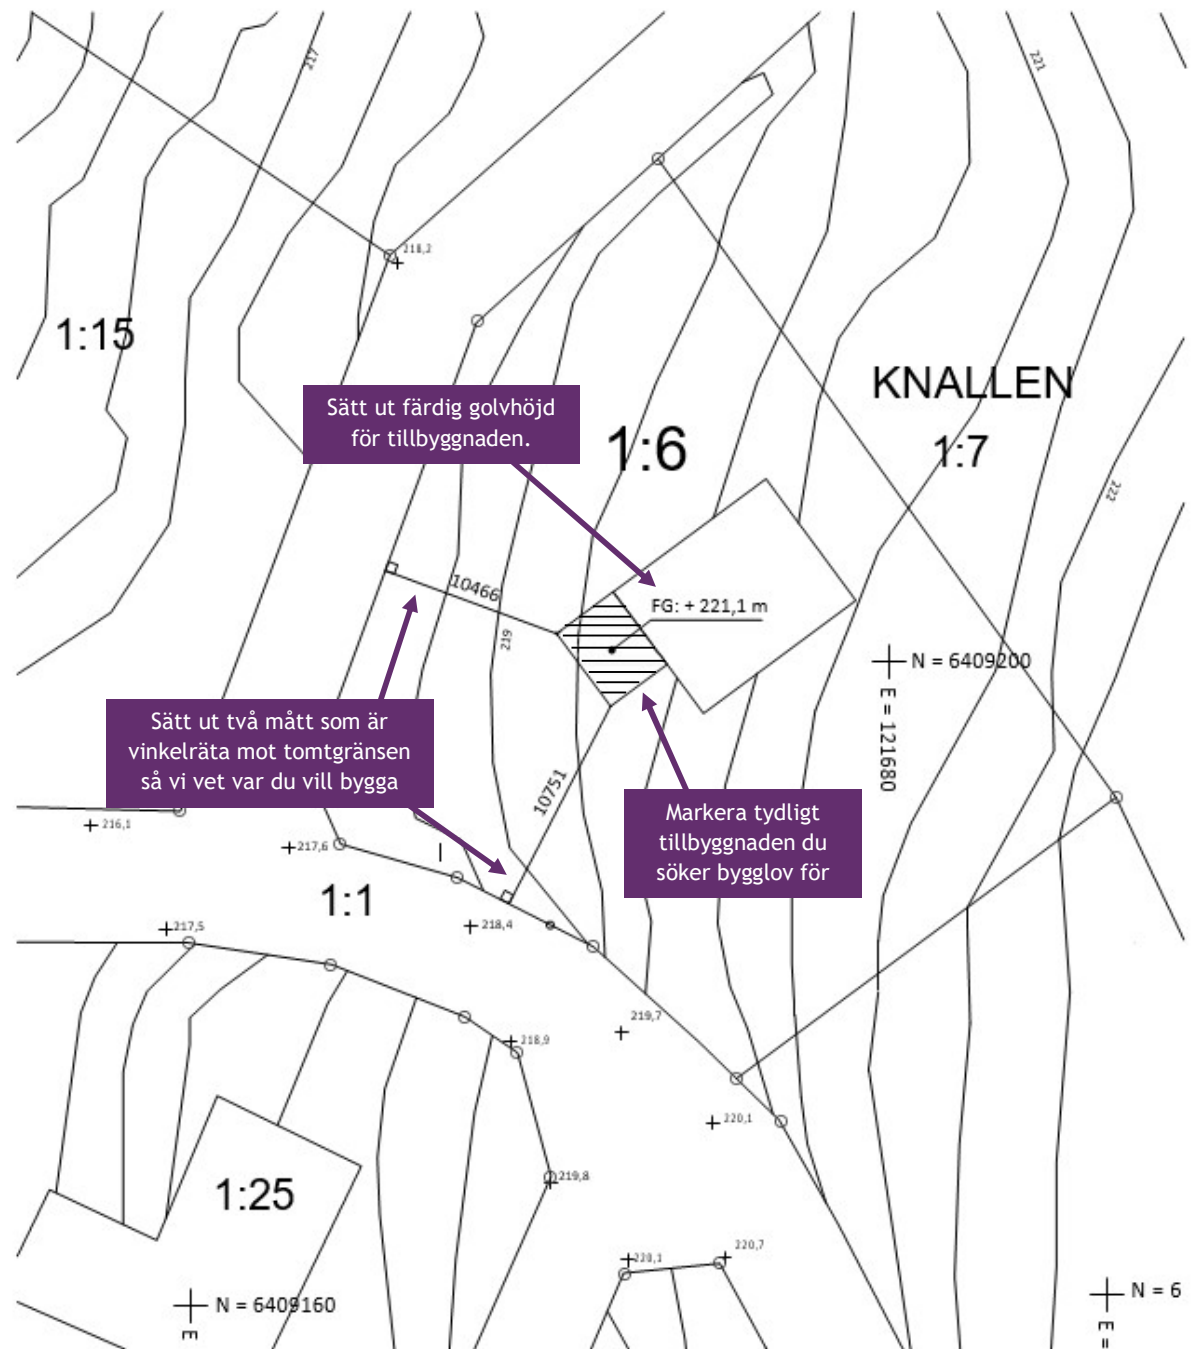 217
221
218,2
1:15
KNALLEN
Sätt ut färdig golvhöjd
för tillbyggnaden.
1:6
1:7
222
10466
FG: + 221,1 m
219
N = 6409200
E = 121680
Sätt ut två mått som är
vinkelräta mot tomtgränsen
så vi vet var du vill bygga
10751
Markera tydligt
tillbyggnaden du
söker bygglov för
216,1
217,6
1:1
218,4
217,5
219,7
218,9
220,1
219,8
1:25
220,7
220,1
N = 6409160
E
N = 6
E =